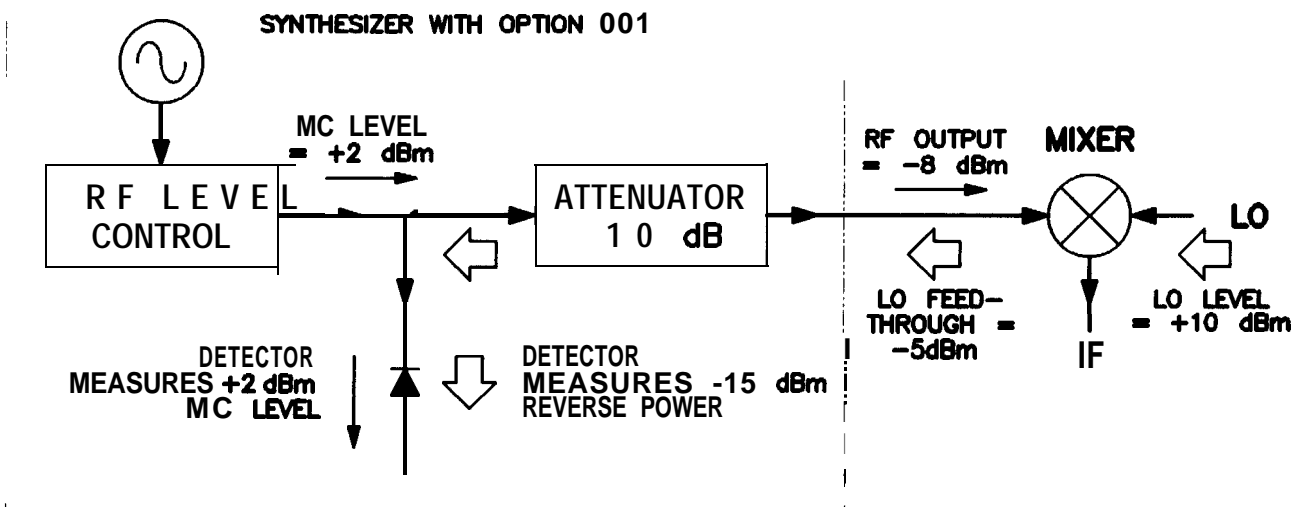 SYNTHESIZER WITH OPTION 001
MC LEVEL
= +2 dBm
RF LEVEL
CONTROL
ATTENUATOR
10 dB
RF OUTPUT
= -8 dBm
MIXER
LO
LO FEED-
THROUGH =
-5dBm
LO LEVEL
= +10 dBm
IF
DETECTOR
MEASURES +2 dBm
MC LEVEL
DETECTOR
MEASURES -15 dBm
REVERSE POWER